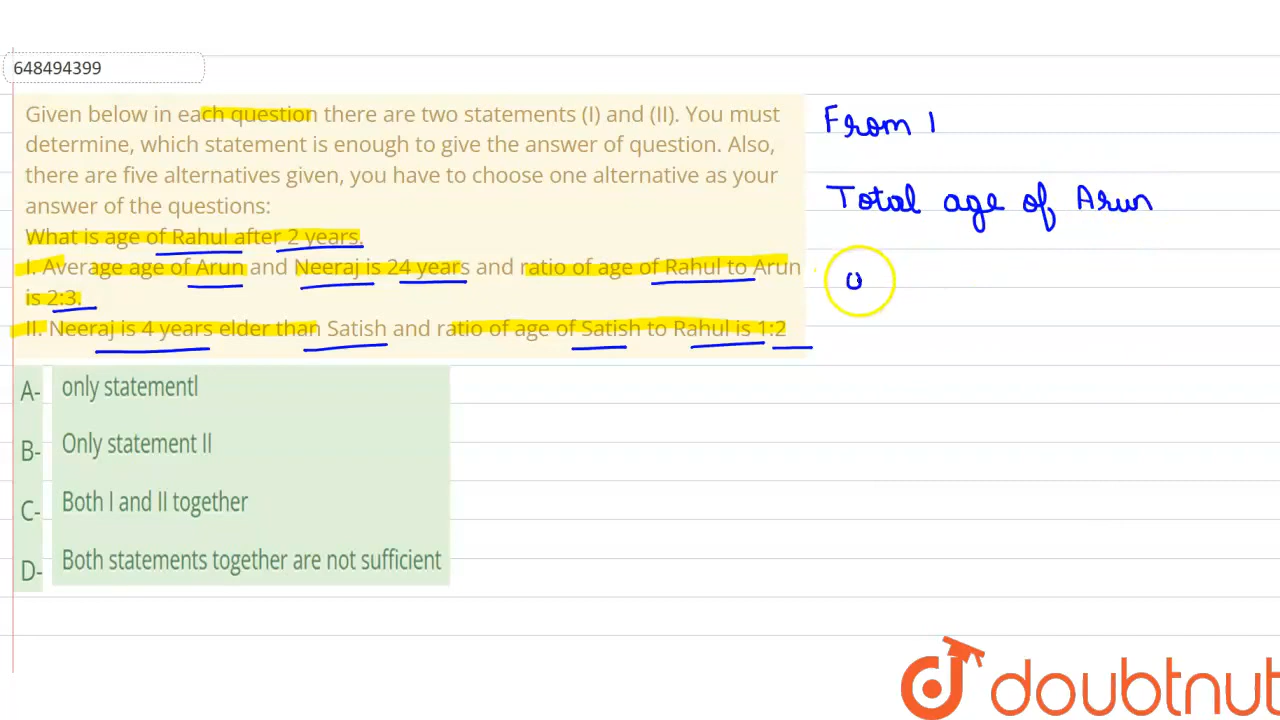 648494399
Given below in each question there are two statements (I) and (II). You must
determine, which statement is enough to give the answer of question. Also,
there are five alternatives given, you have to choose one alternative as your
answer of the questions:
What is age of Rahul after 2 years.
I. Average age of Arun and Neeraj is 24 years and ratio of age of Rahul to Arun
is 2:3.
II. Neeraj is 4 years elder than Satish and ratio of age of Satish to Rahul is 1:2
A- only statementI
B- Only statement II
C- Both I and II together
D- Both statements together are not sufficient
From I
Total age of Arun
doubtnut